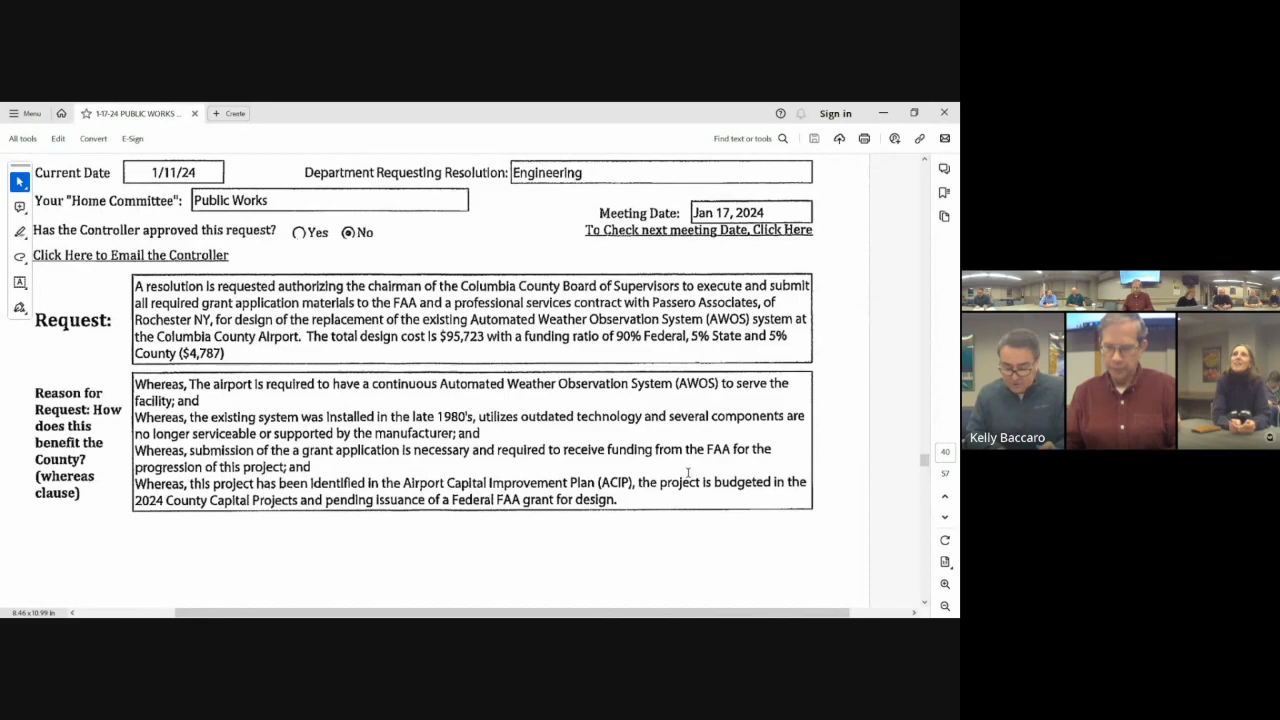 Menu
1-17-24 PUBLIC WORKS ...
Create
Sign in
All tools
Edit
Convert
E-Sign
Find text or tools
Current Date
1/11/24
Department Requesting Resolution:
Engineering
Your "Home Committee":
Public Works
Meeting Date:
Jan 17, 2024
Has the Controller approved this request?
Yes
No
To Check next meeting Date, Click Here
Click Here to Email the Controller
Request:
A resolution is requested authorizing the chairman of the Columbia County Board of Supervisors to execute and submit
all required grant application materials to the FAA and a professional services contract with Passero Associates, of
Rochester NY, for design of the replacement of the existing Automated Weather Observation System (AWOS) system at
the Columbia County Airport. The total design cost is $95,723 with a funding ratio of 90% Federal, 5% State and 5%
County ($4,787)
Reason for
Request: How
does this
benefit the
County?
(whereas
clause)
Whereas, The airport is required to have a continuous Automated Weather Observation System (AWOS) to serve the
facility; and
Whereas, the existing system was installed in the late 1980's, utilizes outdated technology and several components are
no longer serviceable or supported by the manufacturer; and
Whereas, submission of the a grant application is necessary and required to receive funding from the FAA for the
progression of this project; and
Whereas, this project has been identified in the Airport Capital Improvement Plan (ACIP), the project is budgeted in the
2024 County Capital Projects and pending issuance of a Federal FAA grant for design.
40
57
8.46 x 10.99 in
Kelly Baccaro